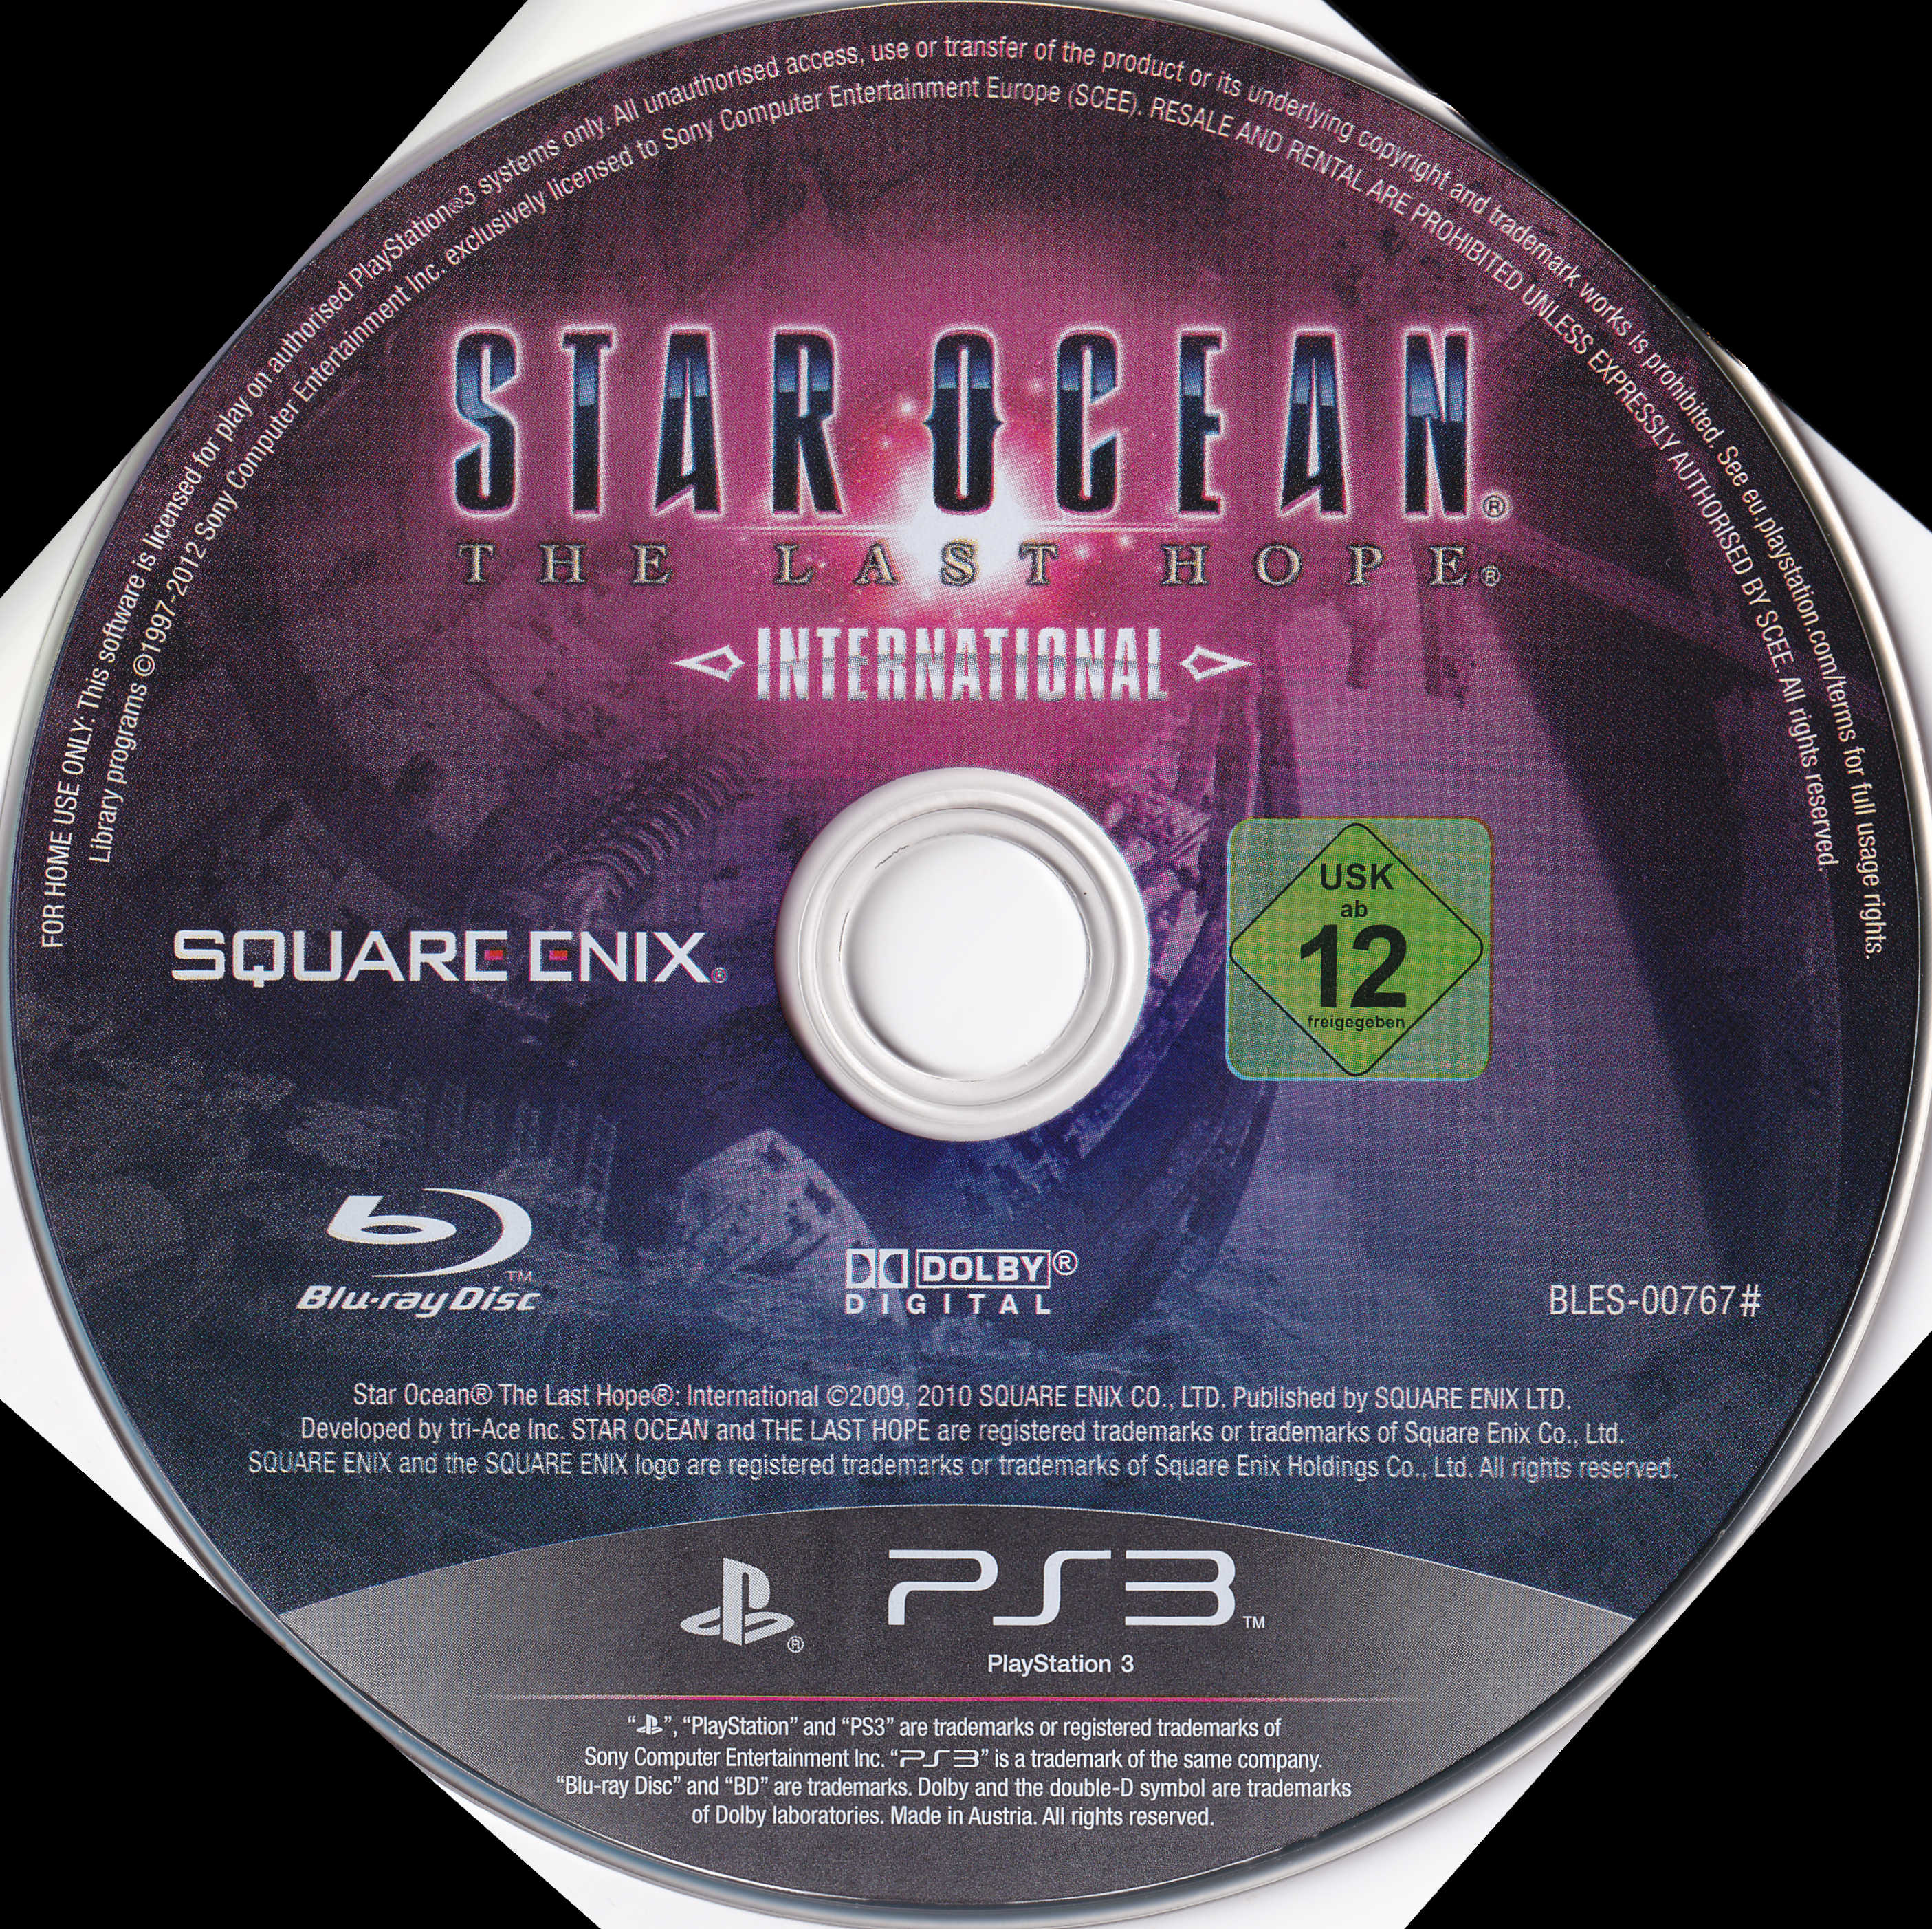 FOR HOME USE ONLY: This software is licensed for play on authorised PlayStation®3 systems only. All unauthorised access, use or transfer of the product or its underlying copyright and trademark works is prohibited. See eu.playstation.com/terms for full usage rights.
Library programs ©1997-2012 Sony Computer Entertainment Inc. exclusively licensed to Sony Computer Entertainment Europe (SCEE). RESALE AND RENTAL ARE PROHIBITED UNLESS EXPRESSLY AUTHORISED BY SCEE. All rights reserved.
STAR OCEAN®
THE LAST HOPE®
INTERNATIONAL
SQUARE ENIX®
USK
ab
12
freigegeben
Blu-ray Disc™
DOLBY®
DIGITAL
BLES-00767#
Star Ocean® The Last Hope®: International ©2009, 2010 SQUARE ENIX CO., LTD. Published by SQUARE ENIX LTD.
Developed by tri-Ace Inc. STAR OCEAN and THE LAST HOPE are registered trademarks or trademarks of Square Enix Co., Ltd.
SQUARE ENIX and the SQUARE ENIX logo are registered trademarks or trademarks of Square Enix Holdings Co., Ltd. All rights reserved.
® PS3™
PlayStation 3
“ ”, “PlayStation” and “PS3” are trademarks or registered trademarks of
Sony Computer Entertainment Inc. “PS3” is a trademark of the same company.
“Blu-ray Disc” and “BD” are trademarks. Dolby and the double-D symbol are trademarks
of Dolby laboratories. Made in Austria. All rights reserved.